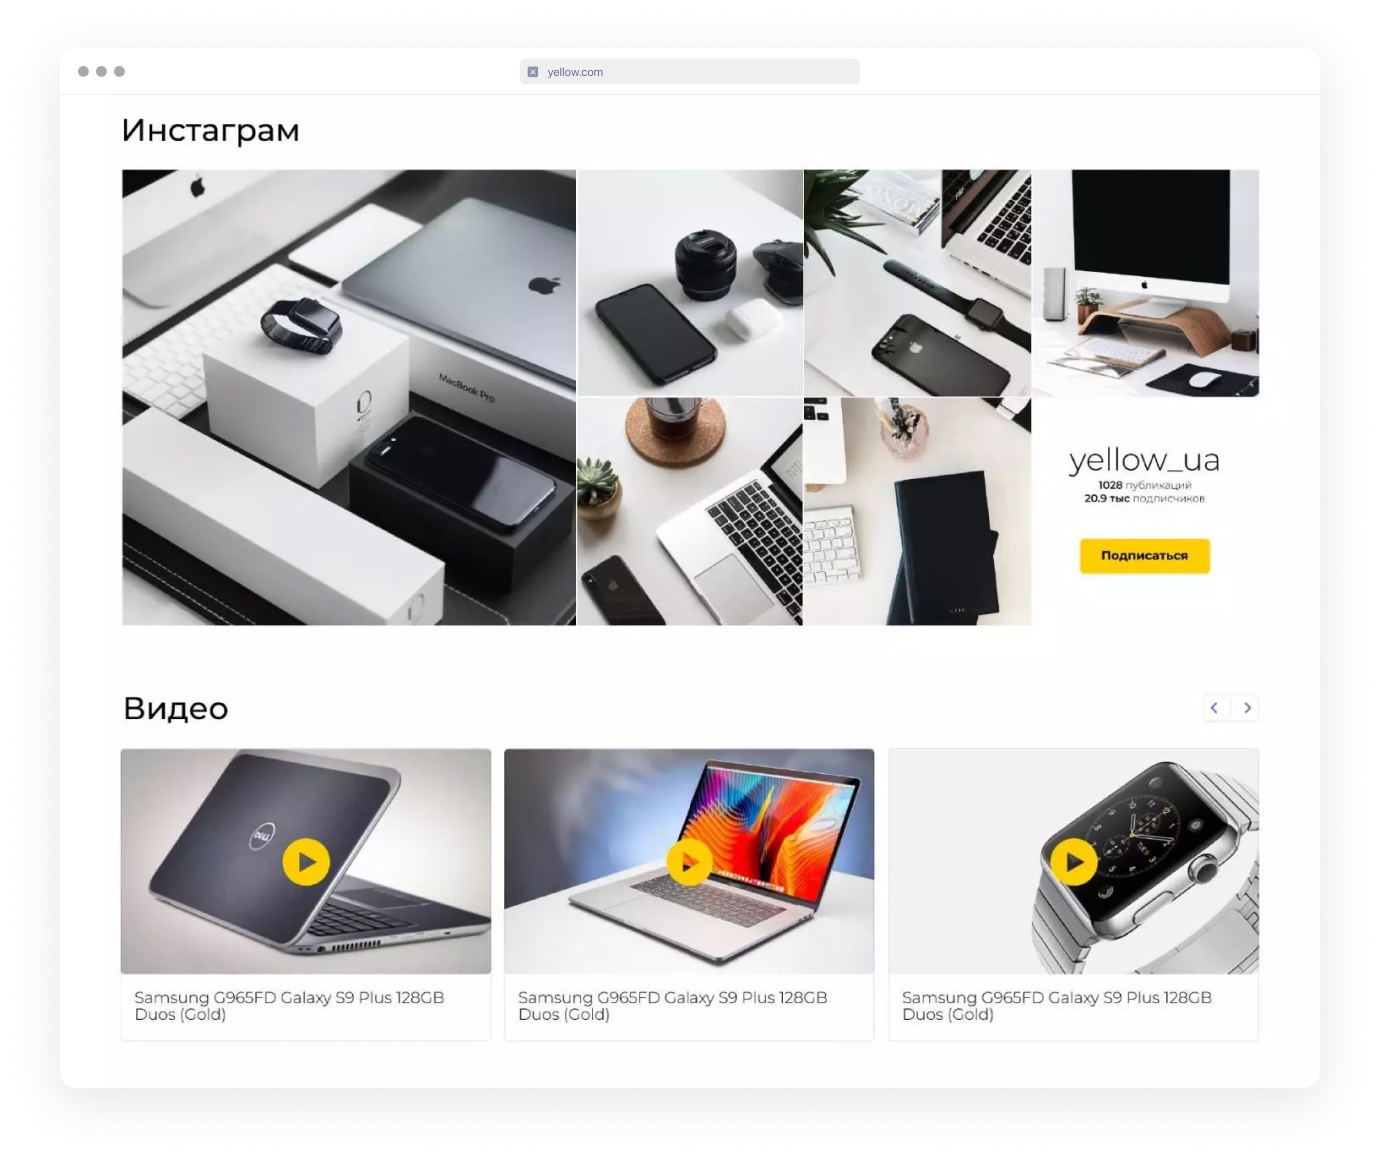 yellow.com
Инстаграм
MacBook Pro
yellow_ua
1028 публикаций
20.9 тыс подписчиков
Подписаться
Видео
DELL
Samsung G965FD Galaxy S9 Plus 128GB
Duos (Gold)
Samsung G965FD Galaxy S9 Plus 128GB
Duos (Gold)
Samsung G965FD Galaxy S9 Plus 128GB
Duos (Gold)